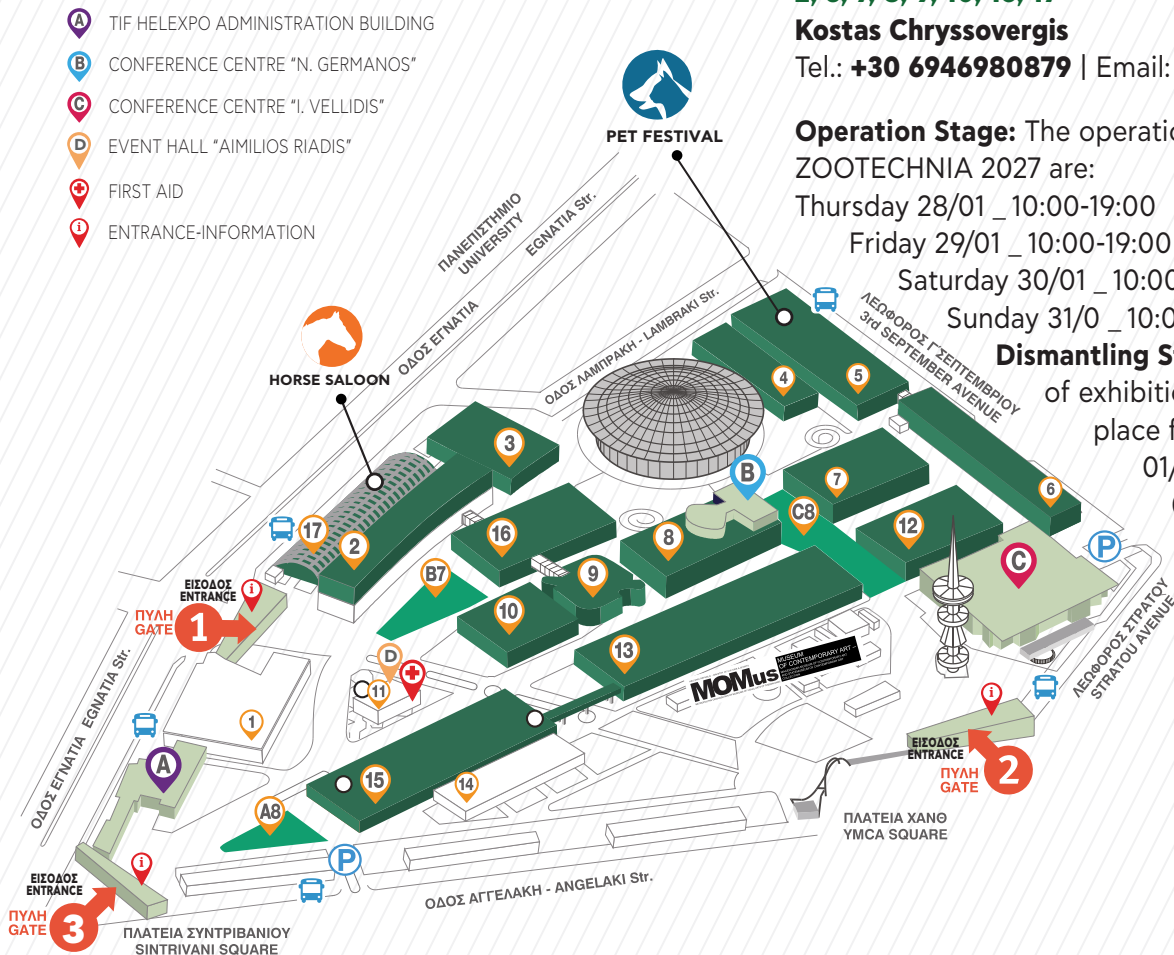 A TIF HELEXPO ADMINISTRATION BUILDING
B CONFERENCE CENTRE "N. GERMANOS"
C CONFERENCE CENTRE "I. VELLIDIS"
D EVENT HALL "AIMILIOS RIADIS"
FIRST AID
i ENTRANCE-INFORMATION
Kostas Chryssovergis
Tel.: +30 6946980879 | Email:
Operation Stage: The operatio
ZOOTECHNIA 2027 are:
Thursday 28/01 _ 10:00-19:00
Friday 29/01 _ 10:00-19:00
Saturday 30/01 _ 10:00
Sunday 31/0 _ 10:0
Dismantling S
of exhibitio
place f
01/
PET FESTIVAL
HORSE SALOON
ΠΑΝΕΠΙΣΤΗΜΙΟ
UNIVERSITY
EGNATIA Str.
ΟΔΟΣ ΕΓΝΑΤΙΑ
ΟΔΟΣ ΛΑΜΠΡΑΚΗ - LAMBRAKI Str.
ΛΕΩΦΟΡΟΣ Γ'ΣΕΠΤΕΜΒΡΙΟΥ
3rd SEPTEMBER AVENUE
4
5
3
6
7
B
C8
12
17
2
16
8
C
P
B7
9
10
13
ΕΙΣΟΔΟΣ
ENTRANCE
i
ΠΥΛΗ
GATE
1
D
11
MOMus
MUSEUM
OF CONTEMPORARY ART -
ΛΕΩΦΟΡΟΣ ΣΤΡΑΤΟΥ
STRATOU AVENUE
ΟΔΟΣ ΕΓΝΑΤΙΑ EGNATIA Str.
1
A
15
14
A8
i
ΕΙΣΟΔΟΣ
ENTRANCE
ΠΥΛΗ
GATE
2
ΠΛΑΤΕΙΑ ΧΑΝΘ
YMCA SQUARE
P
ΟΔΟΣ ΑΓΓΕΛΑΚΗ - ANGELAKI Str.
i
ΕΙΣΟΔΟΣ
ENTRANCE
ΠΥΛΗ
GATE
3
ΠΛΑΤΕΙΑ ΣΥΝΤΡΙΒΑΝΙΟΥ
SINTRIVANI SQUARE